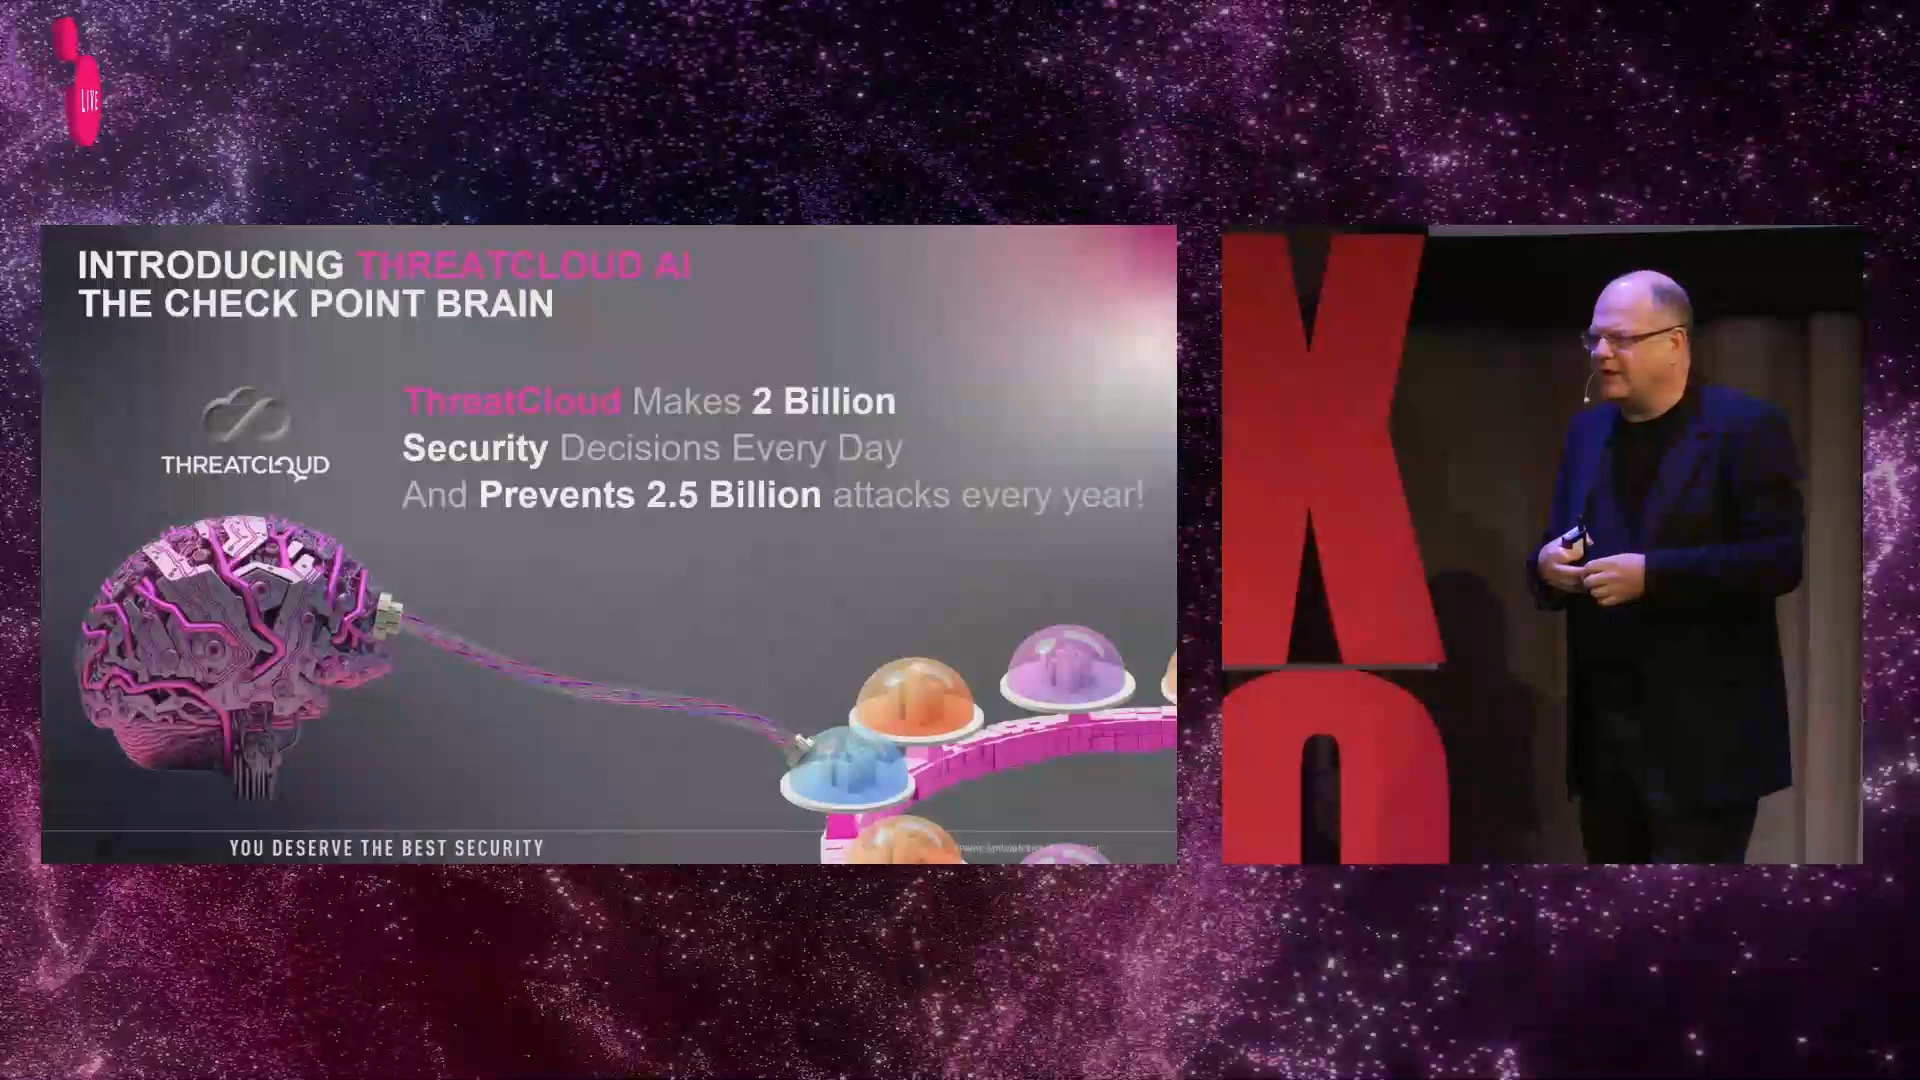 LIVE
INTRODUCING THREATCLOUD AI
THE CHECK POINT BRAIN
ThreatCloud Makes 2 Billion
Security Decisions Every Day
And Prevents 2.5 Billion attacks every year!
THREATCLOUD
YOU DESERVE THE BEST SECURITY
X